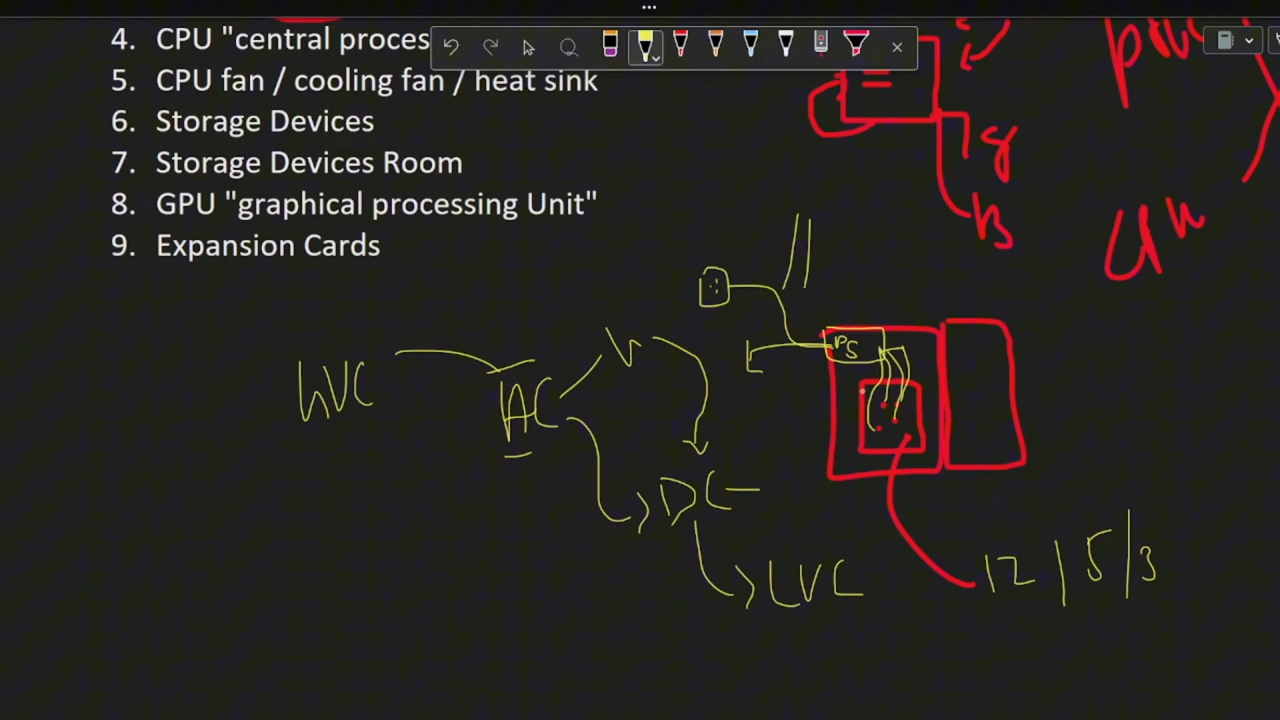 4. CPU "central proces
5. CPU fan / cooling fan / heat sink
6. Storage Devices
7. Storage Devices Room
8. GPU "graphical processing Unit"
9. Expansion Cards
PS
hVC
AC
DC
LVC
12 | 5 | 3